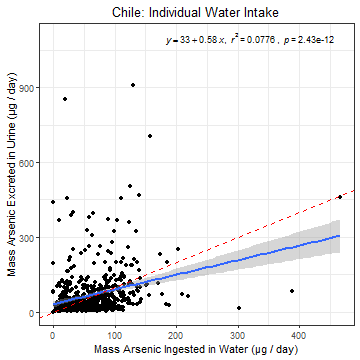 Chile: Individual Water Intake
y = 33 + 0.58 x, r² = 0.0776 , p = 2.43e-12
Mass Arsenic Excreted in Urine (µg / day)
900
600
300
0
0 100 200 300 400
Mass Arsenic Ingested in Water (µg / day)